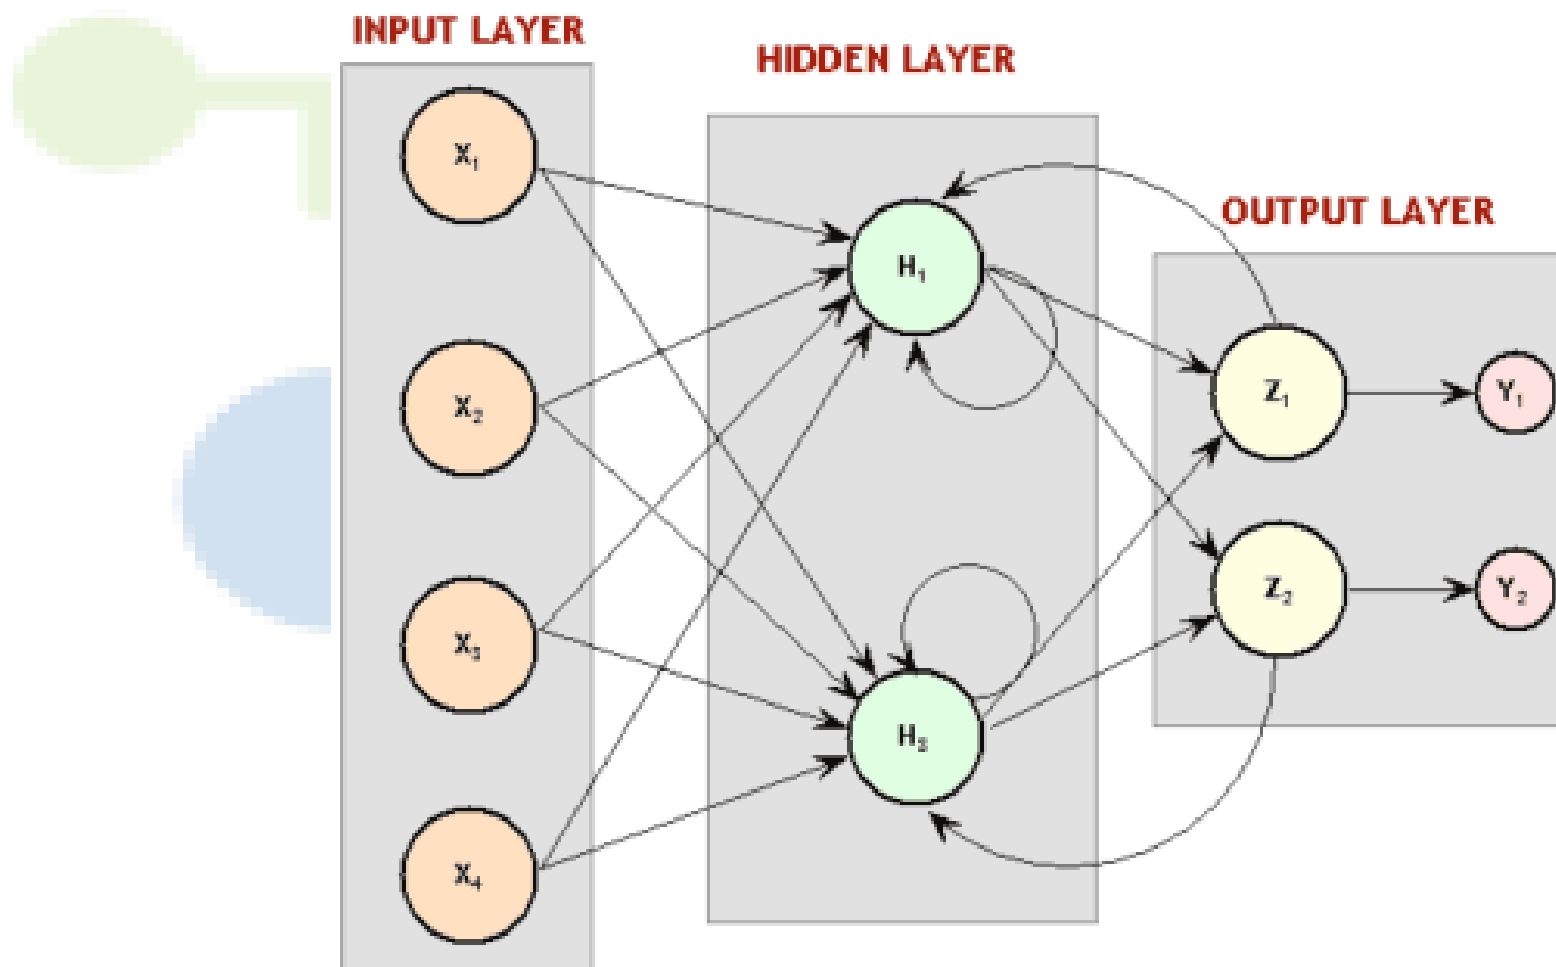 INPUT LAYER
HIDDEN LAYER
OUTPUT LAYER
X₁
X₂
X₃
X₄
H₁
H₂
Z₁
Z₂
Y₁
Y₂